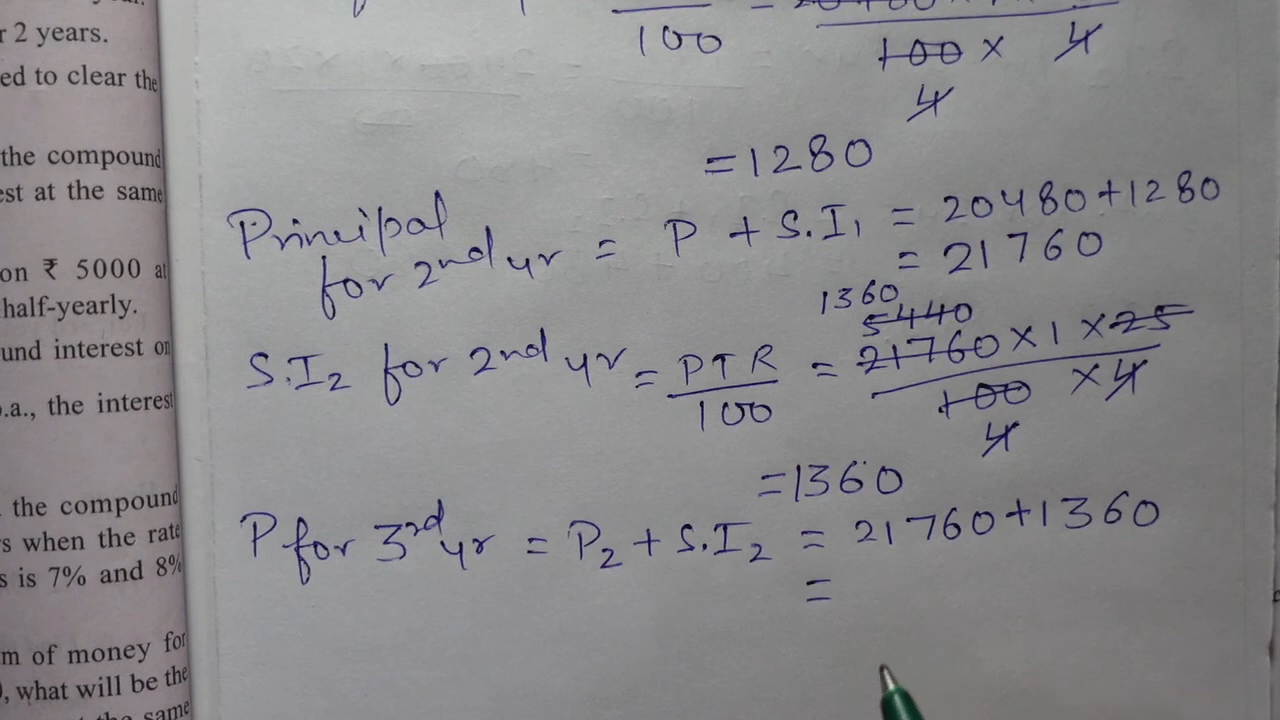 r 2 years.
ed to clear the
the compound
est at the same
on ₹ 5000 at
half-yearly.
und interest on
.a., the interest
the compound
s when the rate
s is 7% and 8%
m of money for
, what will be the
same
100
100 × 4
4
= 1280
Principal
for 2nd yr = P + S.I1 = 20480 + 1280
= 21760
1360
5440
S.I2 for 2nd yr = PTR = 21760 × 1 × 25
100 100 × 4
4
= 1360
P for 3rd yr = P2 + S.I2 = 21760 + 1360
=